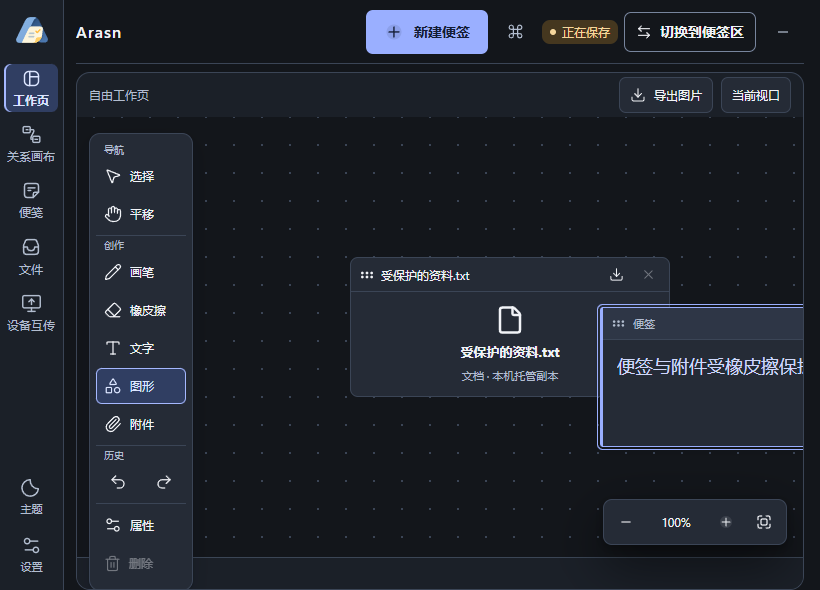 Arasn
新建便签
正在保存
切换到便签区
工作页
关系画布
便笺
文件
设备互传
主题
设置
自由工作页
导出图片
当前视口
导航
选择
平移
创作
画笔
橡皮擦
文字
图形
附件
历史
属性
删除
受保护的资料.txt
受保护的资料.txt
文档 · 本机托管副本
便签
便签与附件受橡皮擦保
100%